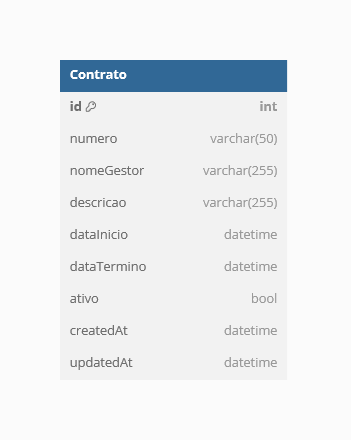 Contrato
id int
numero varchar(50)
nomeGestor varchar(255)
descricao varchar(255)
dataInicio datetime
dataTermino datetime
ativo bool
createdAt datetime
updatedAt datetime